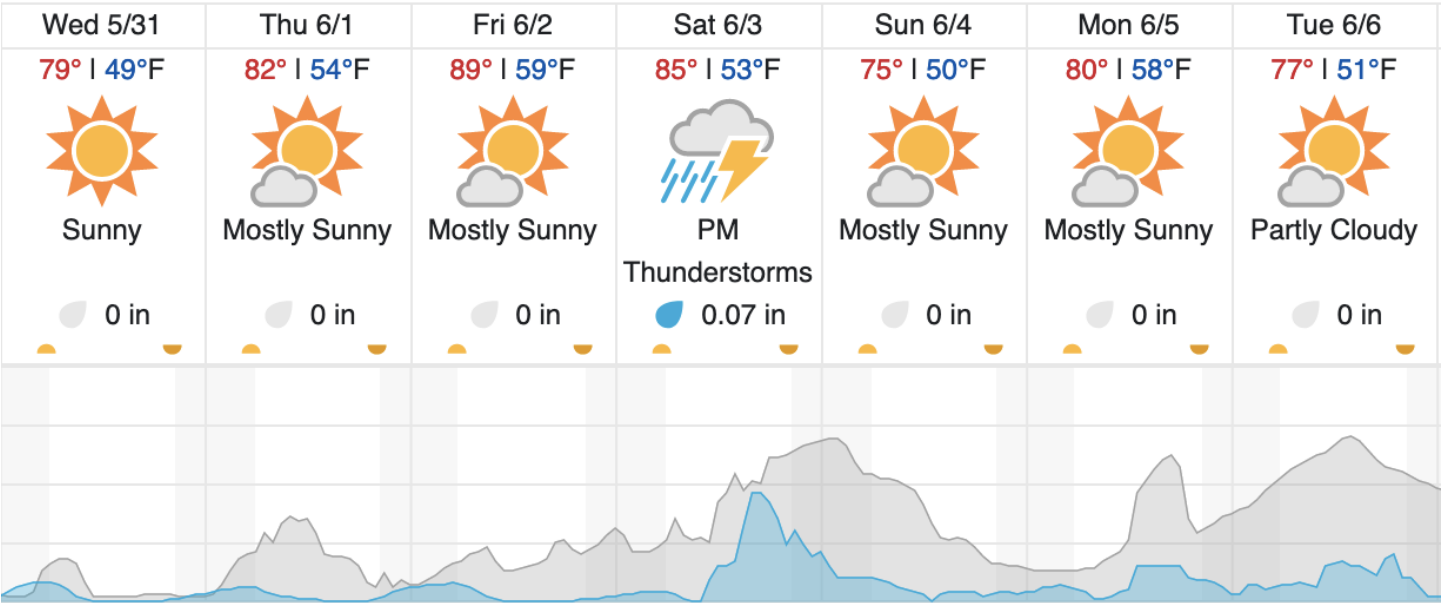 Wed 5/31 Thu 6/1 Fri 6/2 Sat 6/3 Sun 6/4 Mon 6/5 Tue 6/6
79° | 49°F 82° | 54°F 89° | 59°F 85° | 53°F 75° | 50°F 80° | 58°F 77° | 51°F
Sunny Mostly Sunny Mostly Sunny PM Mostly Sunny Mostly Sunny Partly Cloudy
Thunderstorms
0 in 0 in 0 in 0.07 in 0 in 0 in 0 in